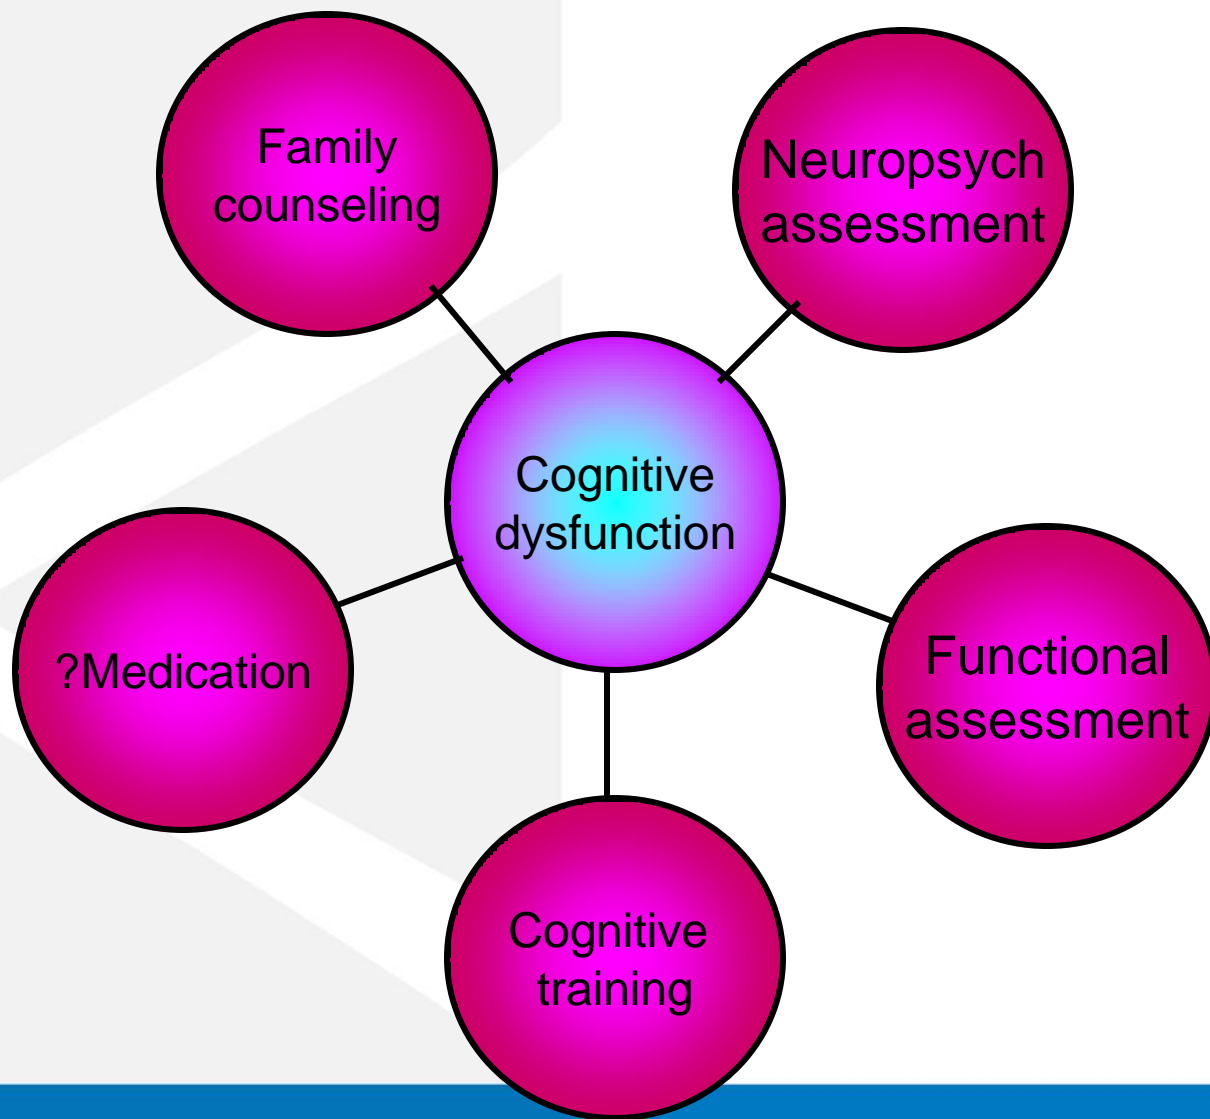 Family
counseling
Neuropsych
assessment
Cognitive
dysfunction
?Medication
Functional
assessment
Cognitive
training